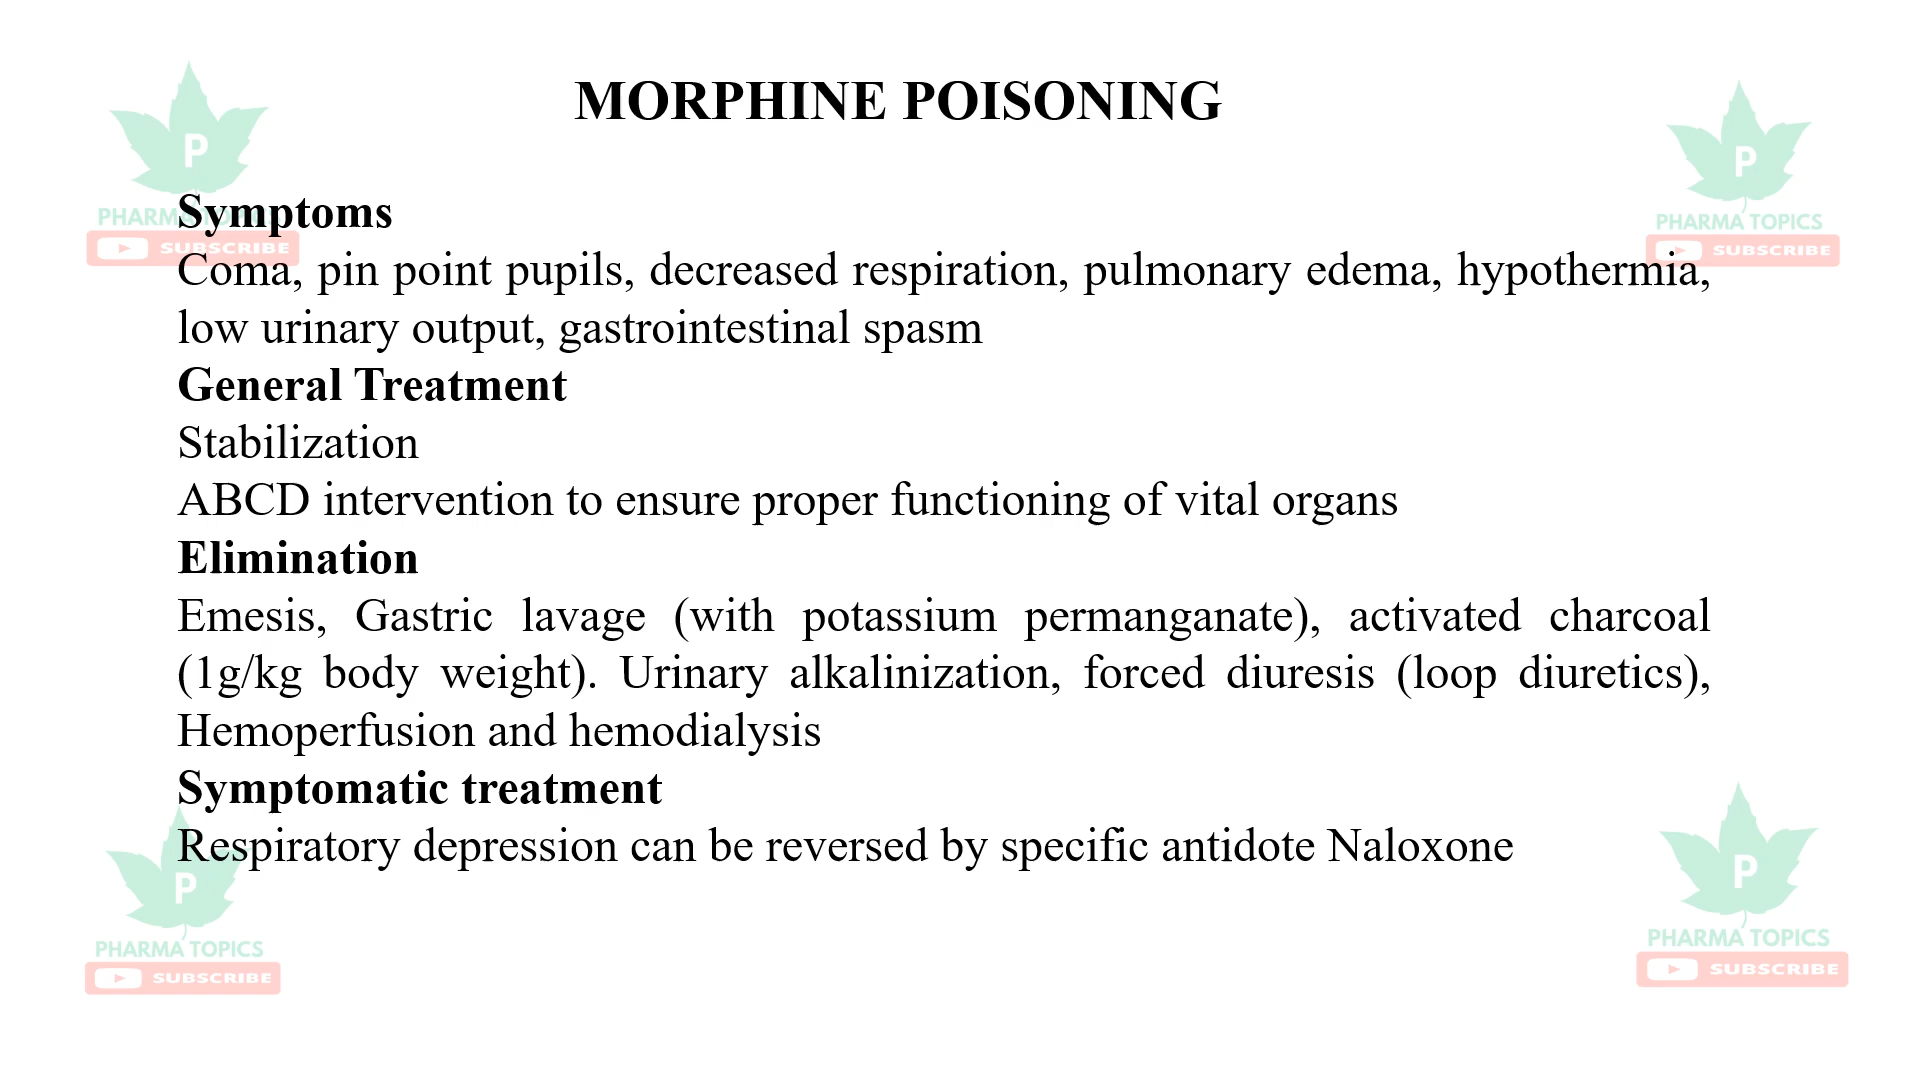 MORPHINE POISONING
P
P
PHARMA TOPICS
SUBSCRIBE
PHARMA TOPICS
SUBSCRIBE
Symptoms
Coma, pin point pupils, decreased respiration, pulmonary edema, hypothermia,
low urinary output, gastrointestinal spasm
General Treatment
Stabilization
ABCD intervention to ensure proper functioning of vital organs
Elimination
Emesis, Gastric lavage (with potassium permanganate), activated charcoal
(1g/kg body weight). Urinary alkalinization, forced diuresis (loop diuretics),
Hemoperfusion and hemodialysis
Symptomatic treatment
Respiratory depression can be reversed by specific antidote Naloxone
P
PHARMA TOPICS
SUBSCRIBE
P
PHARMA TOPICS
SUBSCRIBE